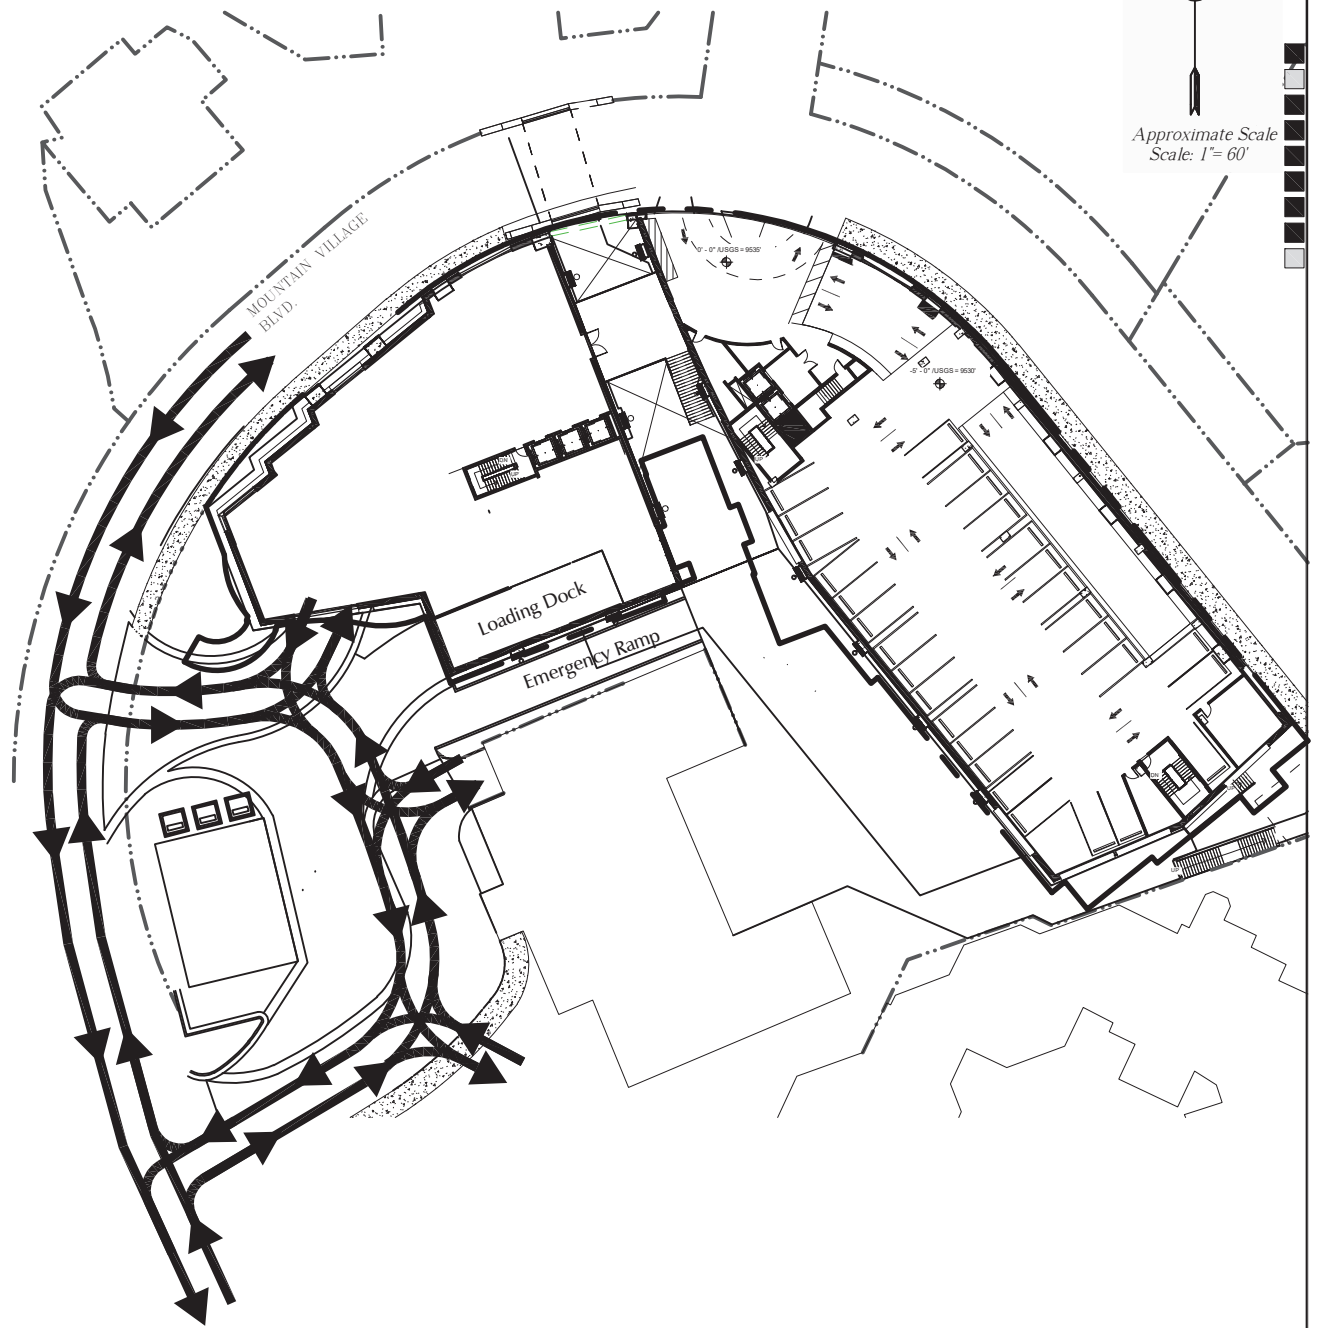 Approximate Scale
Scale: 1"= 60'
MOUNTAIN VILLAGE
BLVD.
0' - 0" /USGS = 9535'
-5' - 0" /USGS = 9530'
Loading Dock
Emergency Ramp
DN
UP